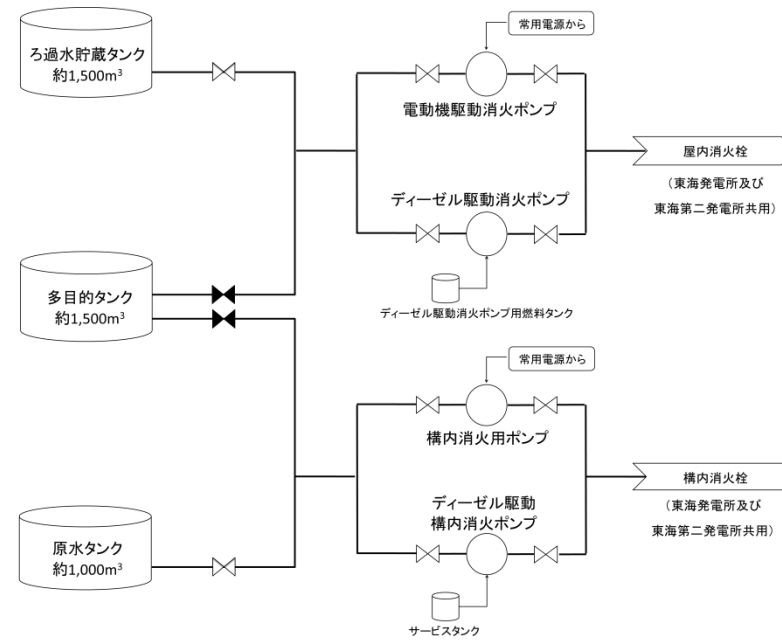 ろ過水貯蔵タンク
約1,500m³
常用電源から
電動機駆動消火ポンプ
屋内消火栓
（東海発電所及び
東海第二発電所共用）
ディーゼル駆動消火ポンプ
ディーゼル駆動消火ポンプ用燃料タンク
多目的タンク
約1,500m³
常用電源から
構内消火用ポンプ
構内消火栓
（東海発電所及び
東海第二発電所共用）
ディーゼル駆動
構内消火ポンプ
サービスタンク
原水タンク
約1,000m³